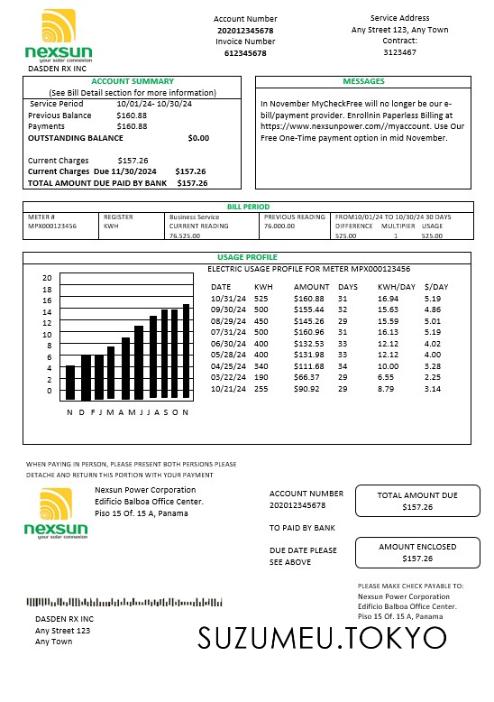 nexsun
your solar connexion
DASDEN RX INC
Account Number
202012345678
Invoice Number
612345678
Service Address
Any Street 123, Any Town
Contract:
3123467
ACCOUNT SUMMARY
(See Bill Detail section for more information)
Service Period 10/01/24- 10/30/24
Previous Balance $160.88
Payments $160.88
OUTSTANDING BALANCE $0.00
Current Charges $157.26
Current Charges Due 11/30/2024 $157.26
TOTAL AMOUNT DUE PAID BY BANK $157.26
MESSAGES
In November MyCheckFree will no longer be our e-
bill/payment provider. Enrollnin Paperless Billing at
https://www.nexsunpower.com//myaccount. Use Our
Free One-Time payment option in mid November.
BILL PERIOD
METER # REGISTER Business Service PREVIOUS READING FROM10/01/24 TO 10/30/24 30 DAYS
MPX000123456 KWH CURRENT READING 76.000.00 DIFFERENCE MULTIPLIER USAGE
76.525.00 525.00 1 525.00
USAGE PROFILE
ELECTRIC USAGE PROFILE FOR METER MPX000123456
20
18
16
14
12
10
8
6
4
2
0
N D F J M A M J J A S O N
DATE KWH AMOUNT DAYS KWH/DAY $/DAY
10/31/24 525 $160.88 31 16.94 5.19
09/30/24 500 $155.44 32 15.63 4.86
08/29/24 450 $145.26 29 15.59 5.01
07/31/24 500 $160.96 31 16.13 5.19
06/30/24 400 $132.53 33 12.12 4.02
05/28/24 400 $131.98 33 12.12 4.00
04/25/24 340 $111.68 34 10.00 3.28
03/22/24 190 $66.37 29 6.55 2.25
10/21/24 255 $90.92 29 8.79 3.14
WHEN PAYING IN PERSON, PLEASE PRESENT BOTH PERSIONS PLEASE
DETACHE AND RETURN THIS PORTION WITH YOUR PAYMENT
nexsun
your solar connexion
Nexsun Power Corporation
Edificio Balboa Office Center.
Piso 15 Of. 15 A, Panama
ACCOUNT NUMBER
202012345678
TO PAID BY BANK
DUE DATE PLEASE
SEE ABOVE
TOTAL AMOUNT DUE
$157.26
AMOUNT ENCLOSED
$157.26
PLEASE MAKE CHECK PAYABLE TO:
Nexsun Power Corporation
Edificio Balboa Office Center.
Piso 15 Of. 15 A, Panama
DASDEN RX INC
Any Street 123
Any Town
SUZUMEU.TOKYO